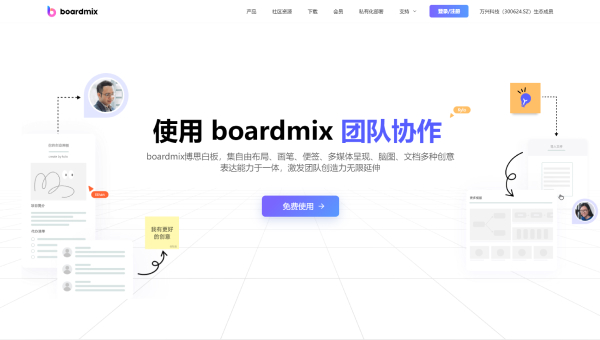 boardmix
产品
社区资源
下载
会员
私有化部署
文档
登录/注册
万兴科技（300624.SZ）生态成员
使用 boardmix 团队协作
boardmix博思白板，集自由布局、画笔、便签、多媒体呈现、脑图、文档多种创意
表达能力于一体，激发团队创造力无限延伸
免费使用 →
我有更好
的创意